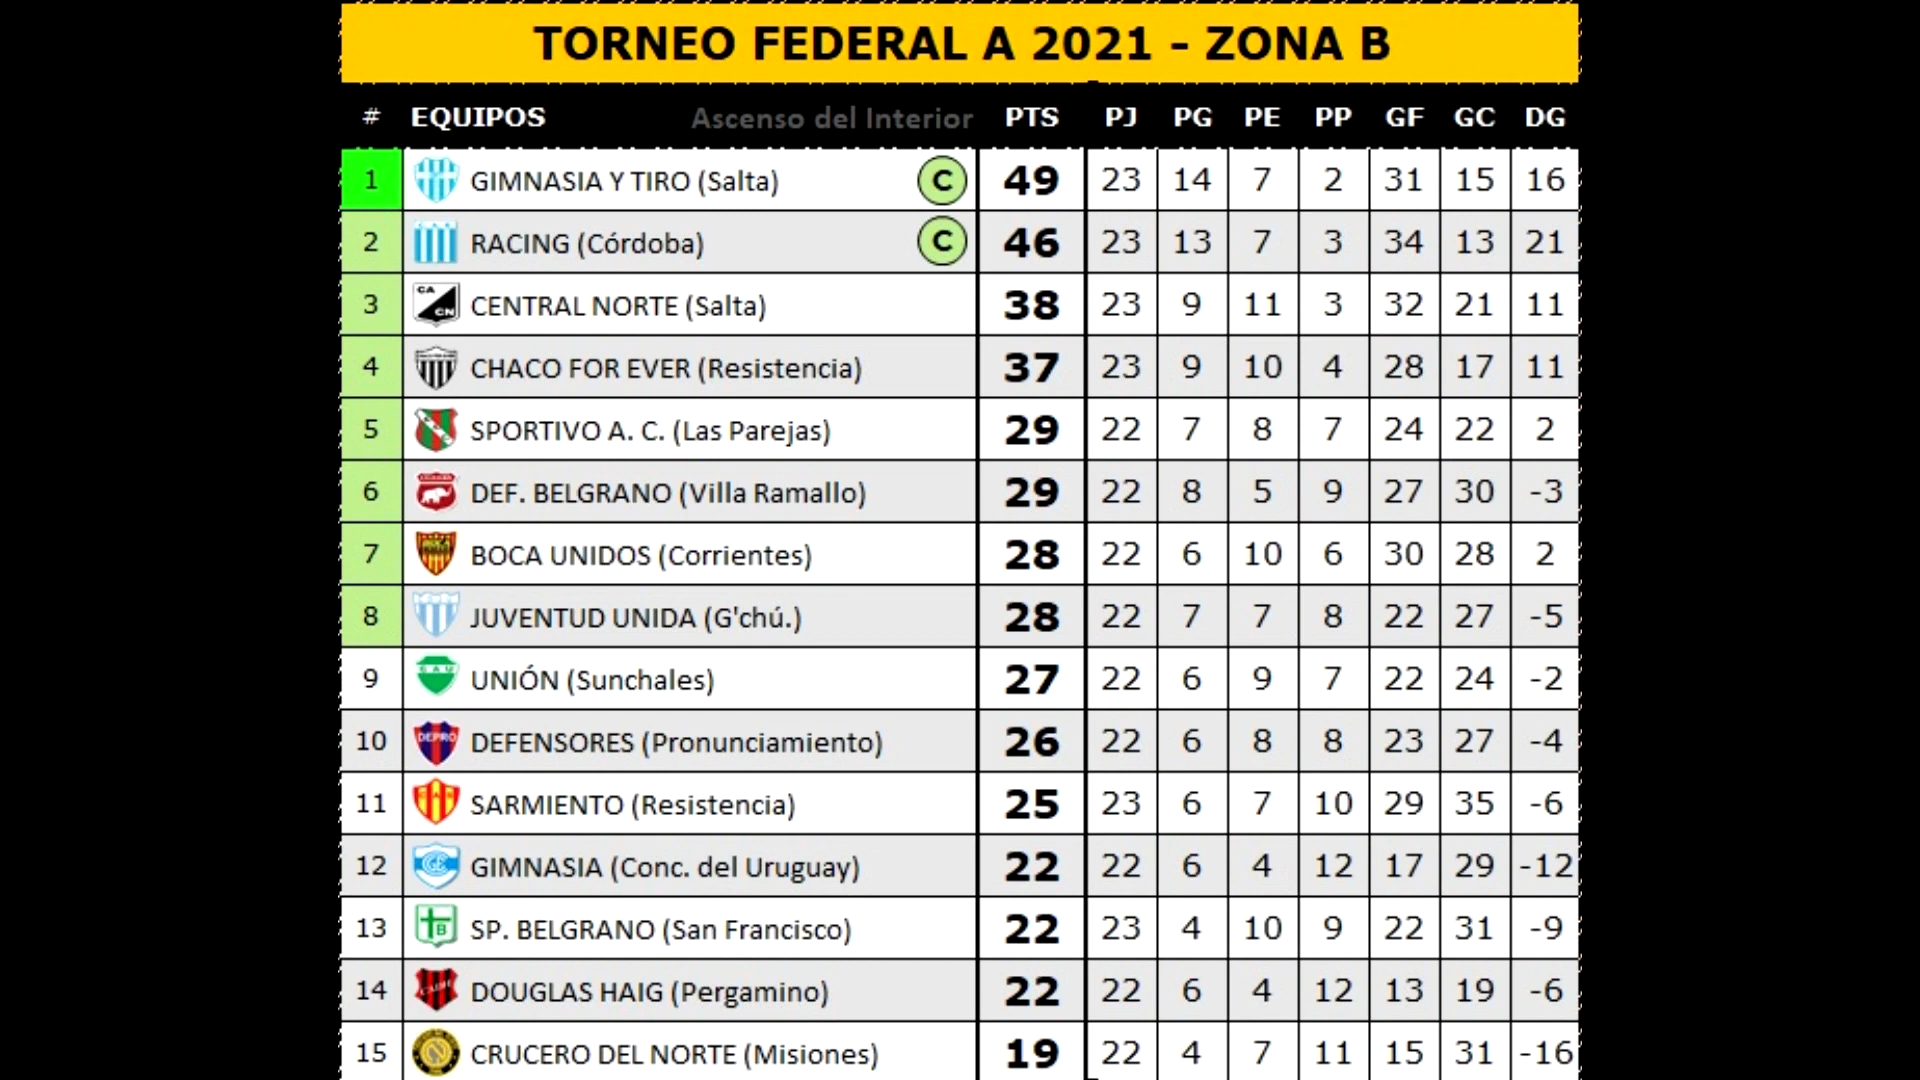 TORNEO FEDERAL A 2021 - ZONA B
# EQUIPOS Ascenso del Interior PTS PJ PG PE PP GF GC DG
1 GIMNASIA Y TIRO (Salta) C 49 23 14 7 2 31 15 16
2 RACING (Córdoba) C 46 23 13 7 3 34 13 21
3 CA CN CENTRAL NORTE (Salta) 38 23 9 11 3 32 21 11
4 CHACO FOR EVER (Resistencia) 37 23 9 10 4 28 17 11
5 SPORTIVO A. C. (Las Parejas) 29 22 7 8 7 24 22 2
6 DEF. BELGRANO (Villa Ramallo) 29 22 8 5 9 27 30 -3
7 BOCA UNIDOS (Corrientes) 28 22 6 10 6 30 28 2
8 JUVENTUD UNIDA (G'chú.) 28 22 7 7 8 22 27 -5
9 CAU UNIÓN (Sunchales) 27 22 6 9 7 22 24 -2
10 DEPRO DEFENSORES (Pronunciamiento) 26 22 6 8 8 23 27 -4
11 SARMIENTO (Resistencia) 25 23 6 7 10 29 35 -6
12 GIMNASIA (Conc. del Uruguay) 22 22 6 4 12 17 29 -12
13 B SP. BELGRANO (San Francisco) 22 23 4 10 9 22 31 -9
14 DOUGLAS HAIG (Pergamino) 22 22 6 4 12 13 19 -6
15 CRUCERO DEL NORTE (Misiones) 19 22 4 7 11 15 31 -16